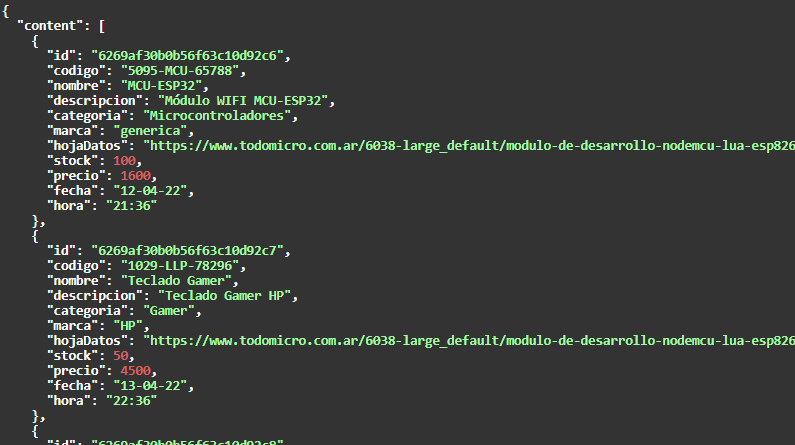 {
"content": [
{
"id": "6269af30b0b56f63c10d92c6",
"codigo": "5095-MCU-65788",
"nombre": "MCU-ESP32",
"descripcion": "Módulo WIFI MCU-ESP32",
"categoria": "Microcontroladores",
"marca": "generica",
"hojaDatos": "https://www.todomicro.com.ar/6038-large_default/modulo-de-desarrollo-nodemcu-lua-esp826
"stock": 100,
"precio": 1600,
"fecha": "12-04-22",
"hora": "21:36"
},
{
"id": "6269af30b0b56f63c10d92c7",
"codigo": "1029-LLP-78296",
"nombre": "Teclado Gamer",
"descripcion": "Teclado Gamer HP",
"categoria": "Gamer",
"marca": "HP",
"hojaDatos": "https://www.todomicro.com.ar/6038-large_default/modulo-de-desarrollo-nodemcu-lua-esp826
"stock": 50,
"precio": 4500,
"fecha": "13-04-22",
"hora": "22:36"
},
{
"id": "6269af30b0b56f63c10d92c8"